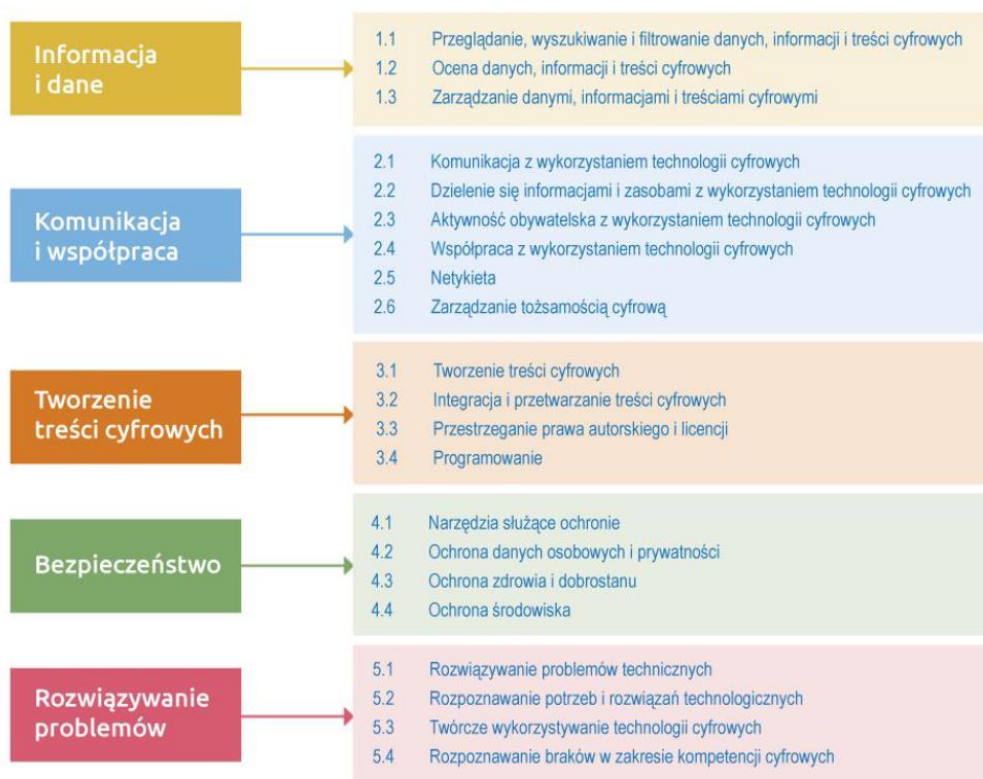 Informacja
i dane
1.1 Przeglądanie, wyszukiwanie i filtrowanie danych, informacji i treści cyfrowych
1.2 Ocena danych, informacji i treści cyfrowych
1.3 Zarządzanie danymi, informacjami i treściami cyfrowymi
Komunikacja
i współpraca
2.1 Komunikacja z wykorzystaniem technologii cyfrowych
2.2 Dzielenie się informacjami i zasobami z wykorzystaniem technologii cyfrowych
2.3 Aktywność obywatelska z wykorzystaniem technologii cyfrowych
2.4 Współpraca z wykorzystaniem technologii cyfrowych
2.5 Netykieta
2.6 Zarządzanie tożsamością cyfrową
Tworzenie
treści cyfrowych
3.1 Tworzenie treści cyfrowych
3.2 Integracja i przetwarzanie treści cyfrowych
3.3 Przestrzeganie prawa autorskiego i licencji
3.4 Programowanie
Bezpieczeństwo
4.1 Narzędzia służące ochronie
4.2 Ochrona danych osobowych i prywatności
4.3 Ochrona zdrowia i dobrostanu
4.4 Ochrona środowiska
Rozwiązywanie
problemów
5.1 Rozwiązywanie problemów technicznych
5.2 Rozpoznawanie potrzeb i rozwiązań technologicznych
5.3 Twórcze wykorzystywanie technologii cyfrowych
5.4 Rozpoznawanie braków w zakresie kompetencji cyfrowych